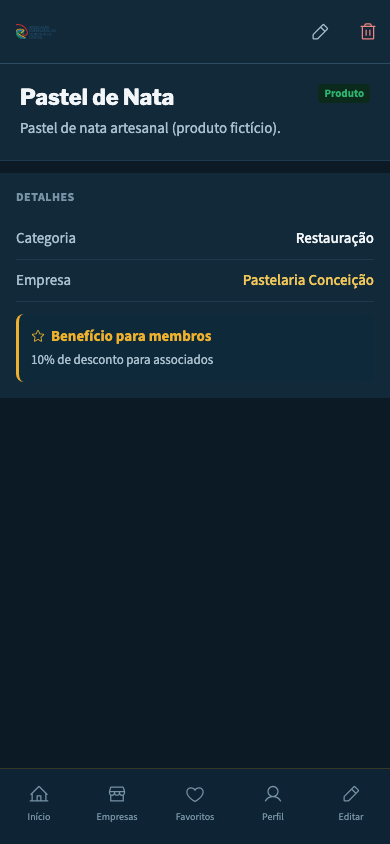 Pastel de Nata
Produto
Pastel de nata artesanal (produto fictício).
DETALHES
Categoria
Restauração
Empresa
Pastelaria Conceição
Benefício para membros
10% de desconto para associados
Início
Empresas
Favoritos
Perfil
Editar